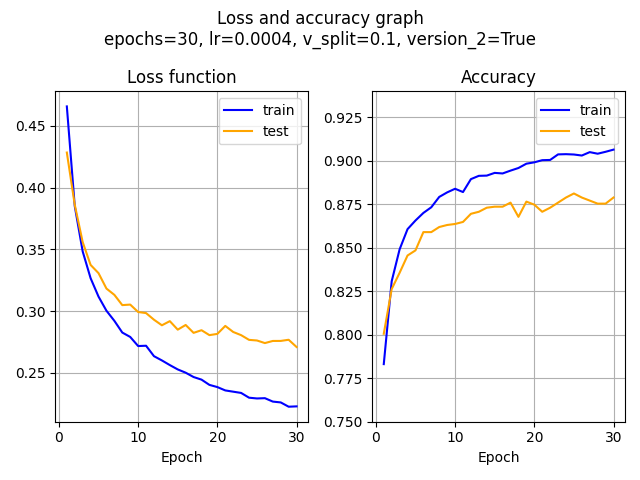 Loss and accuracy graph
epochs=30, lr=0.0004, v_split=0.1, version_2=True
Loss function
0.45
0.40
0.35
0.30
0.25
0
10
20
30
Epoch
train
test
Accuracy
0.925
0.900
0.875
0.850
0.825
0.800
0.775
0.750
0
10
20
30
Epoch
train
test